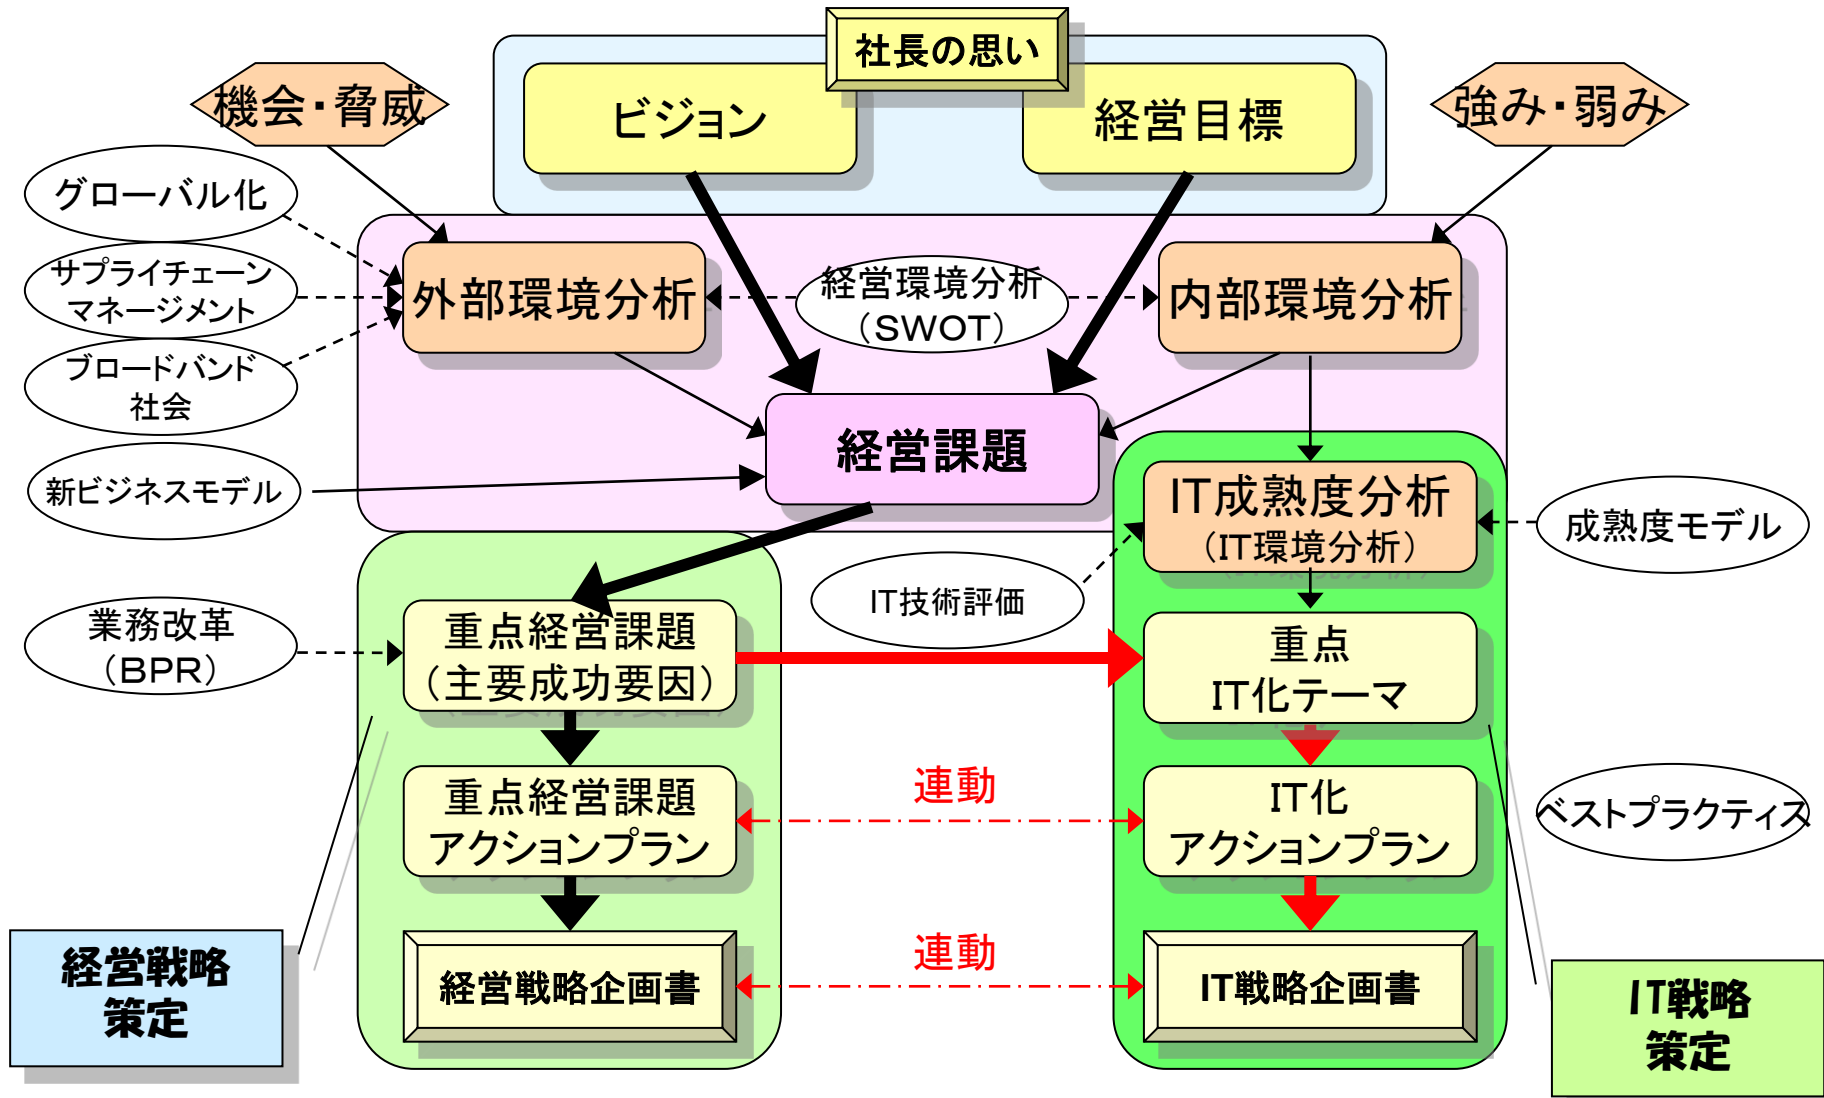 社長の思い
機会・脅威
ビジョン
経営目標
強み・弱み
グローバル化
サプライチェーン
マネージメント
ブロードバンド
社会
外部環境分析
経営環境分析
（SWOT）
内部環境分析
経営課題
新ビジネスモデル
IT成熟度分析
（IT環境分析）
成熟度モデル
IT技術評価
業務改革
（BPR）
重点経営課題
（主要成功要因）
重点
IT化テーマ
重点経営課題
アクションプラン
連動
IT化
アクションプラン
ベストプラクティス
経営戦略
策定
経営戦略企画書
連動
IT戦略企画書
IT戦略
策定